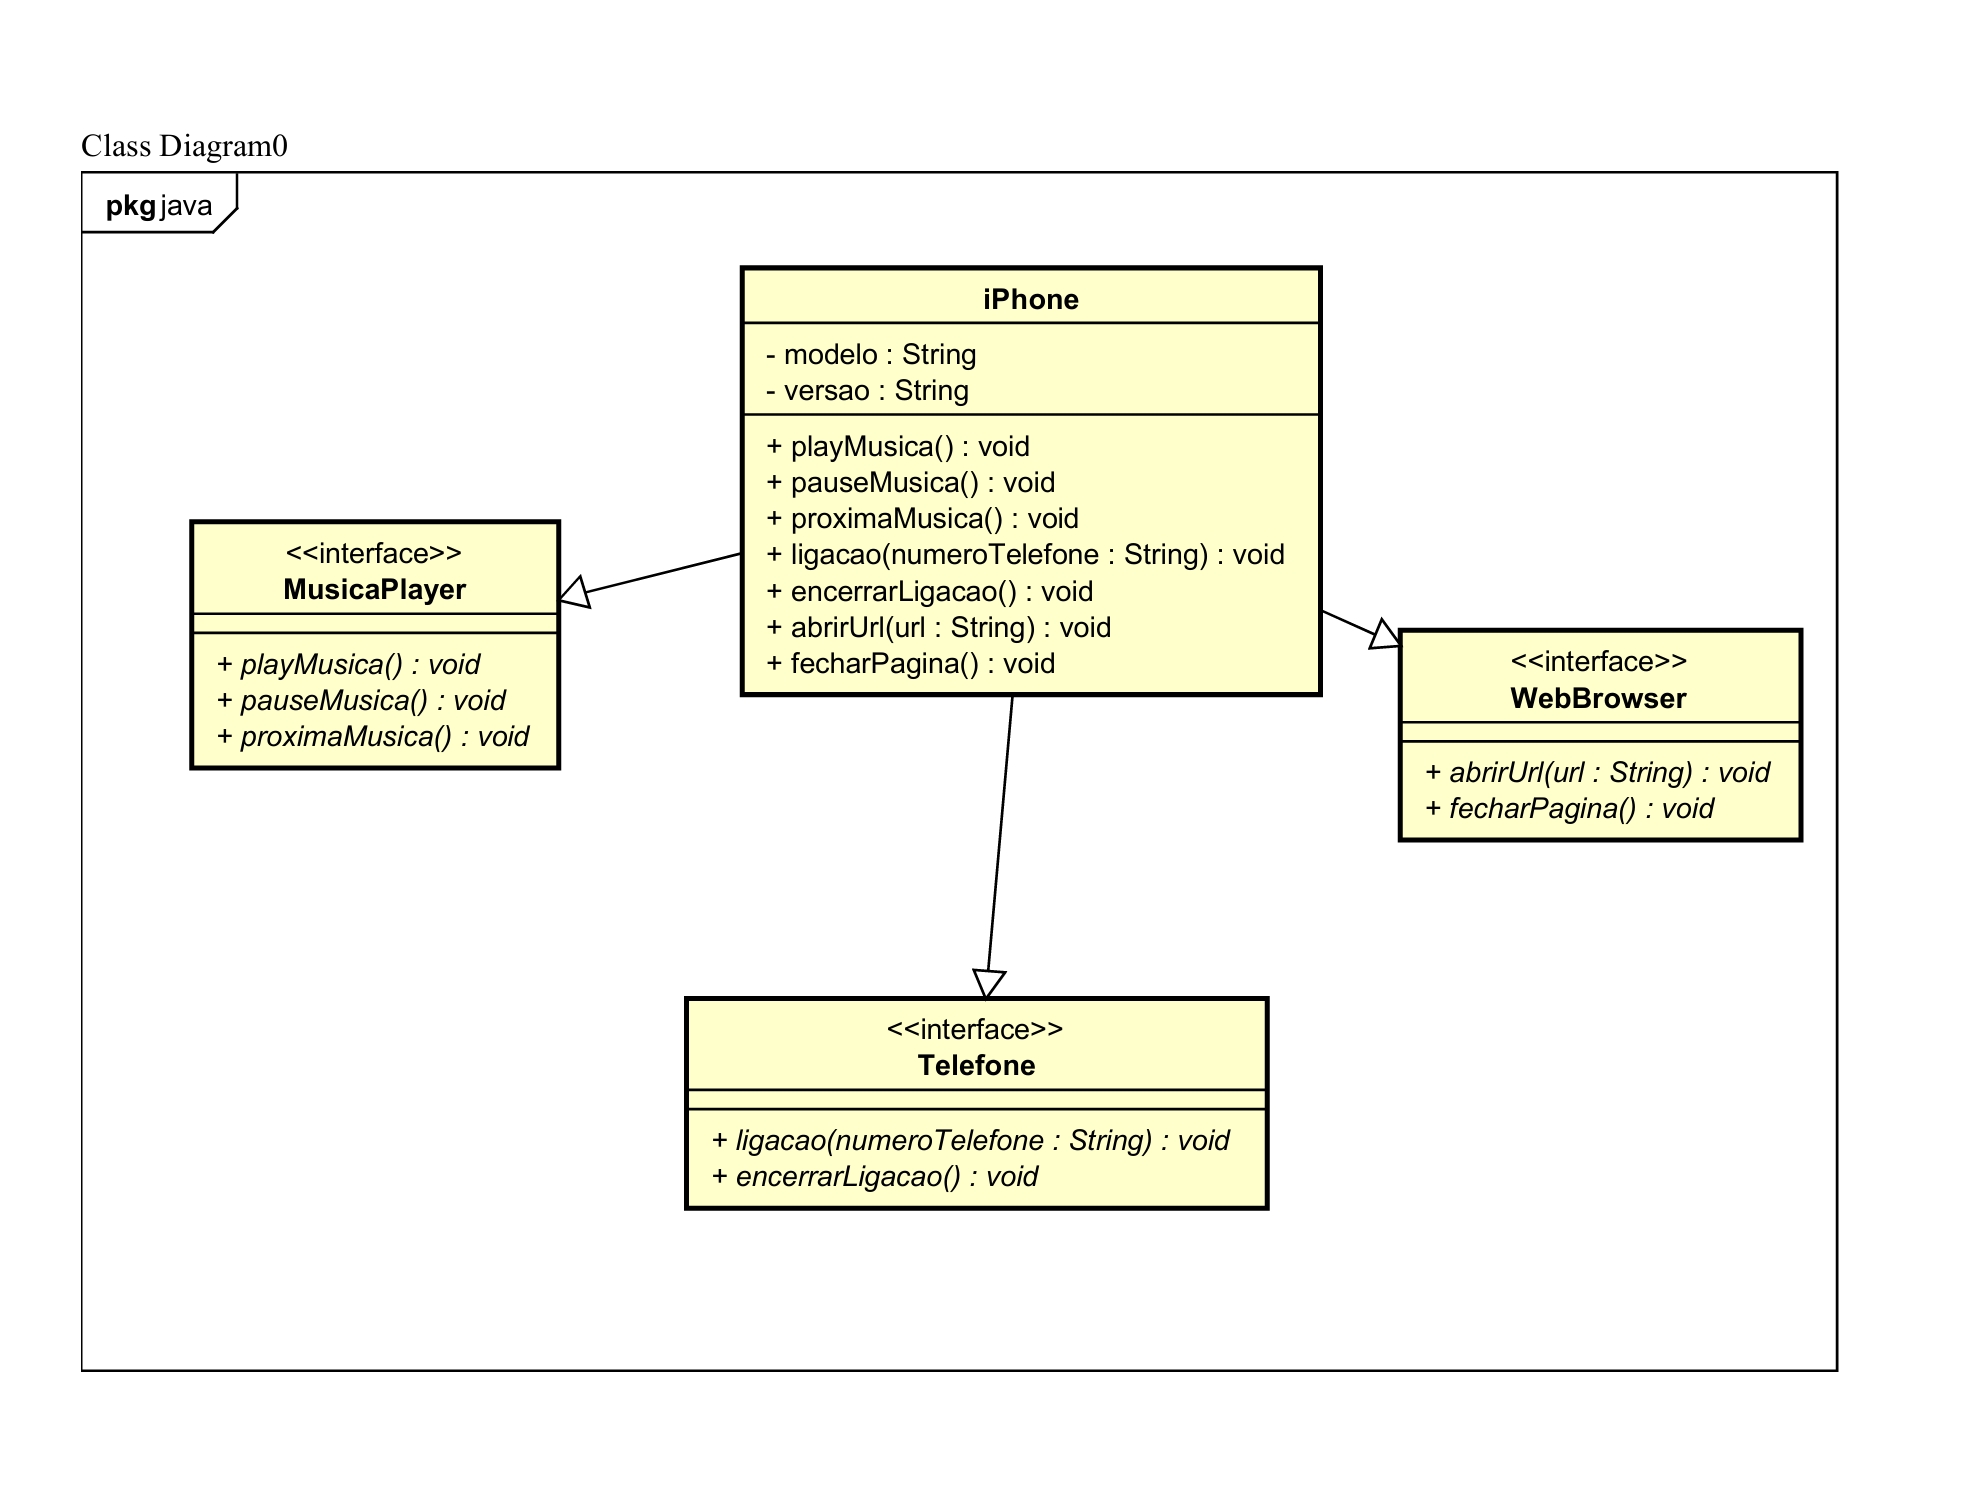 Class Diagram0
pkg java
iPhone
- modelo : String
- versao : String
+ playMusica() : void
+ pauseMusica() : void
+ proximaMusica() : void
+ ligacao(numeroTelefone : String) : void
+ encerrarLigacao() : void
+ abrirUrl(url : String) : void
+ fecharPagina() : void
<<interface>>
MusicaPlayer
+ playMusica() : void
+ pauseMusica() : void
+ proximaMusica() : void
<<interface>>
WebBrowser
+ abrirUrl(url : String) : void
+ fecharPagina() : void
<<interface>>
Telefone
+ ligacao(numeroTelefone : String) : void
+ encerrarLigacao() : void